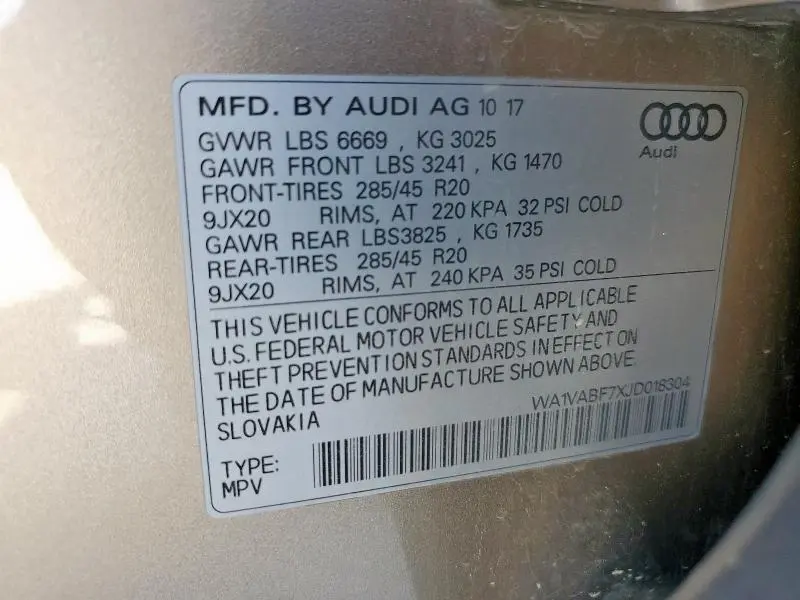 MFD. BY AUDI AG 10 17
Audi
GVWR LBS 6669 , KG 3025
GAWR FRONT LBS 3241 , KG 1470
FRONT-TIRES 285/45 R20
9JX20 RIMS, AT 220 KPA 32 PSI COLD
GAWR REAR LBS3825 , KG 1735
REAR-TIRES 285/45 R20
9JX20 RIMS, AT 240 KPA 35 PSI COLD
THIS VEHICLE CONFORMS TO ALL APPLICABLE
U.S. FEDERAL MOTOR VEHICLE SAFETY AND
THEFT PREVENTION STANDARDS IN EFFECT ON
THE DATE OF MANUFACTURE SHOWN ABOVE.
SLOVAKIA
WA1VABF7XJD018304
TYPE:
MPV